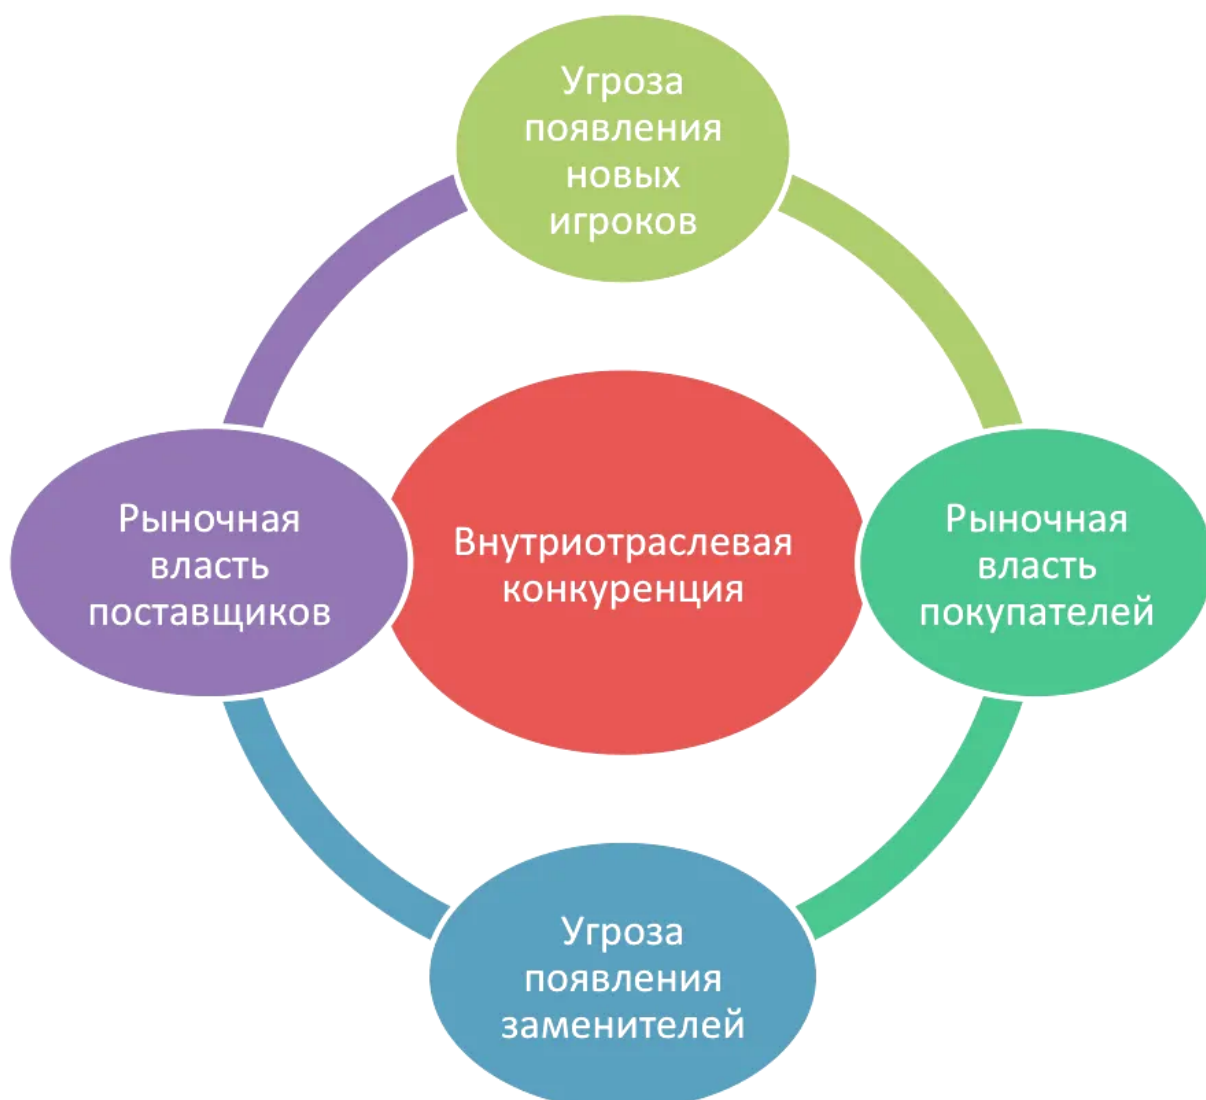 Угроза
появления
новых
игроков
Рыночная
власть
поставщиков
Внутриотраслевая
конкуренция
Рыночная
власть
покупателей
Угроза
появления
заменителей